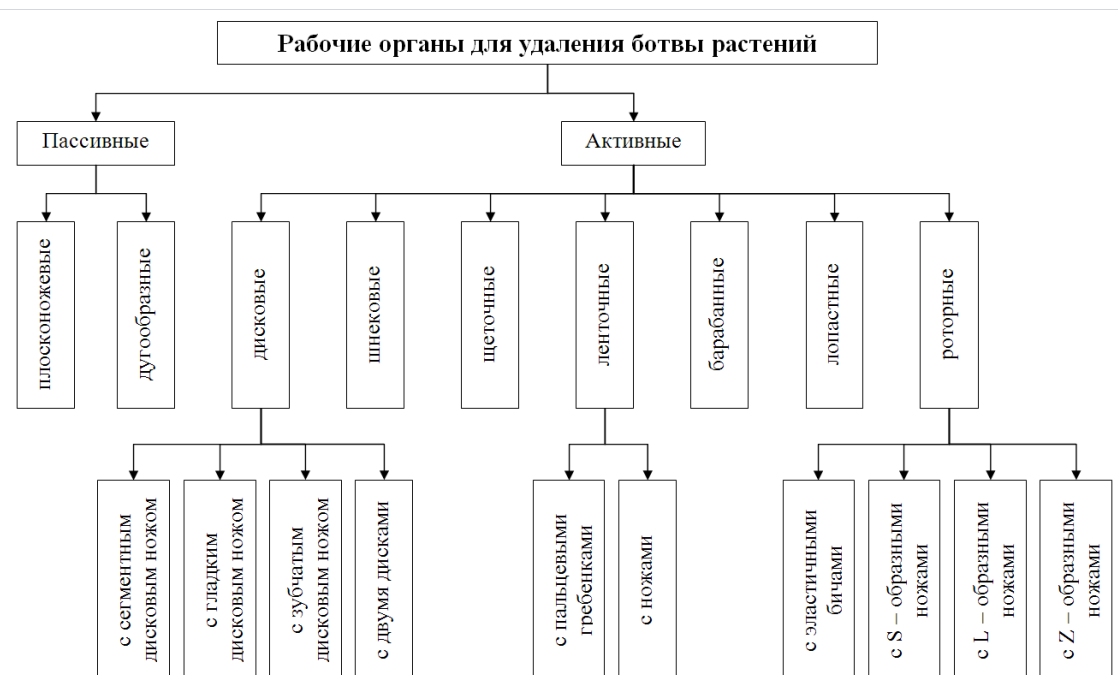 Рабочие органы для удаления ботвы растений
Пассивные
Активные
плосконожевые
дугообразные
дисковые
шнековые
щеточные
ленточные
барабанные
лопастные
роторные
с сегментным
дисковым ножом
с гладким
дисковым ножом
с зубчатым
дисковым ножом
с двумя дисками
с пальцевыми
гребенками
с ножами
с эластичными
бичами
с S – образными
ножами
с L – образными
ножами
с Z – образными
ножами